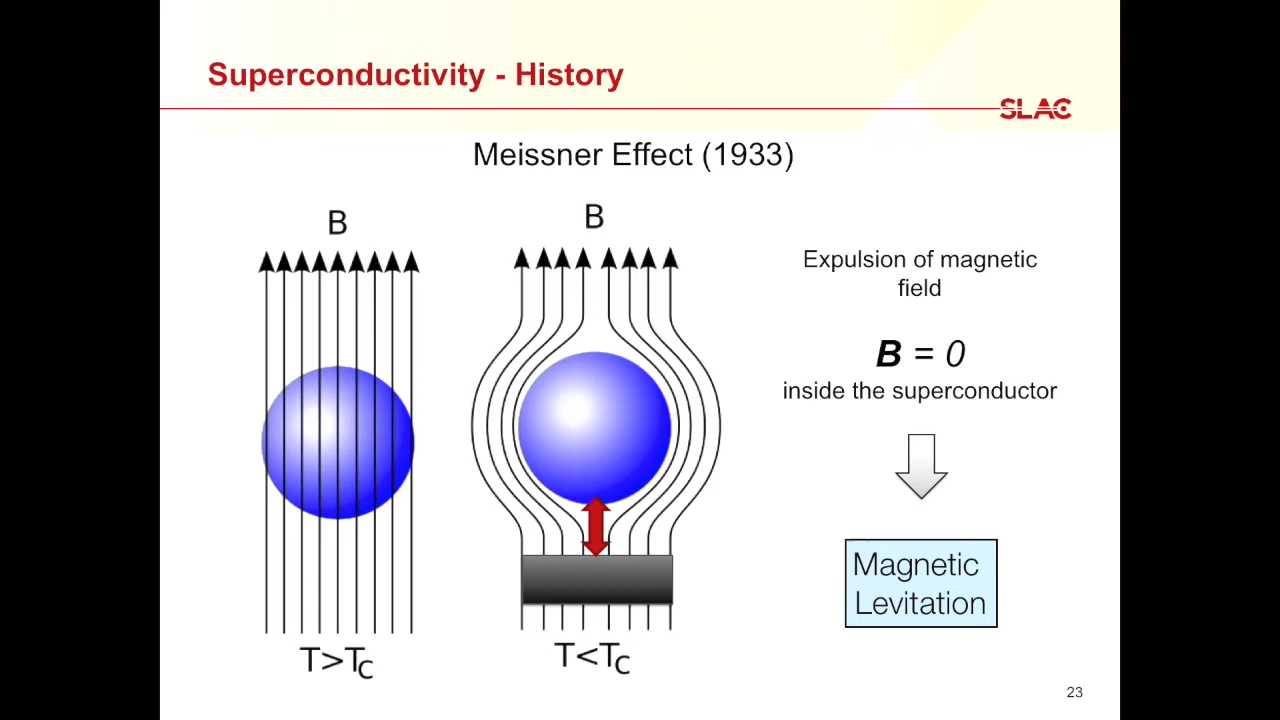 Superconductivity - History
SLAC
Meissner Effect (1933)
B
B
Expulsion of magnetic
field
B = 0
inside the superconductor
Magnetic
Levitation
T>TC
T<TC
23